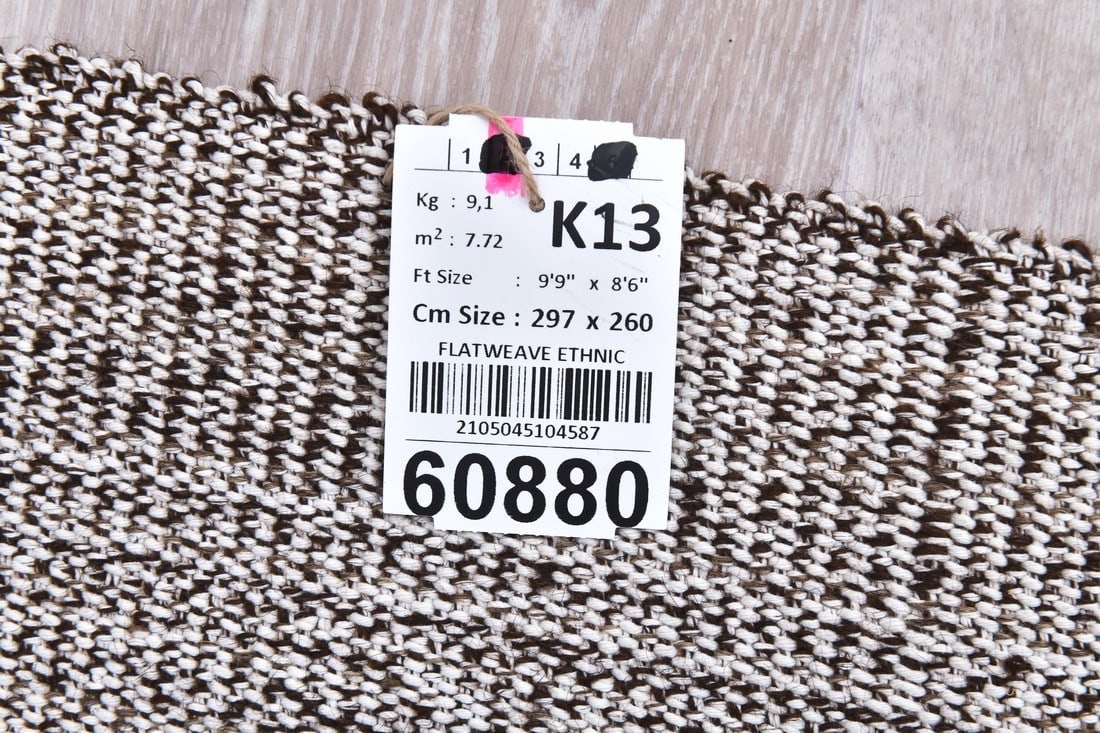 1 3 4
Kg : 9,1
K13
m² : 7.72
Ft Size : 9'9" x 8'6"
Cm Size : 297 x 260
FLATWEAVE ETHNIC
2105045104587
60880